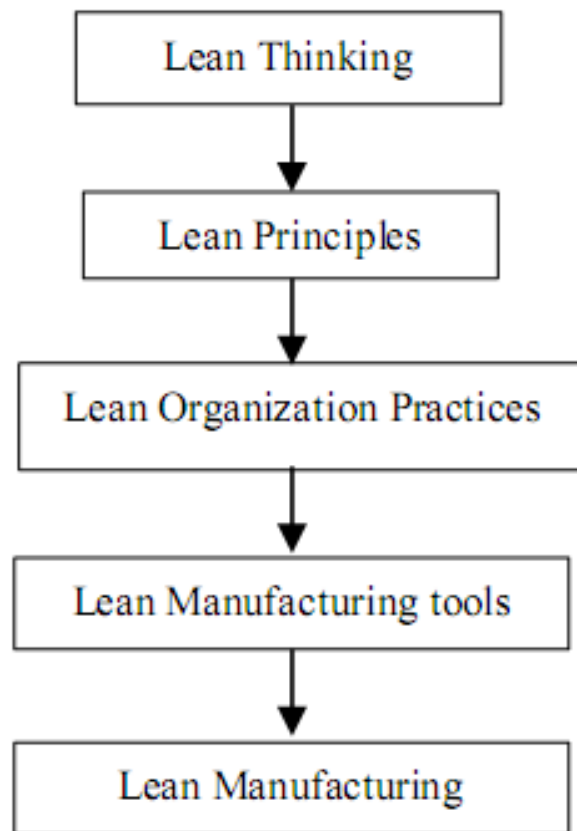 Lean Thinking
Lean Principles
Lean Organization Practices
Lean Manufacturing tools
Lean Manufacturing